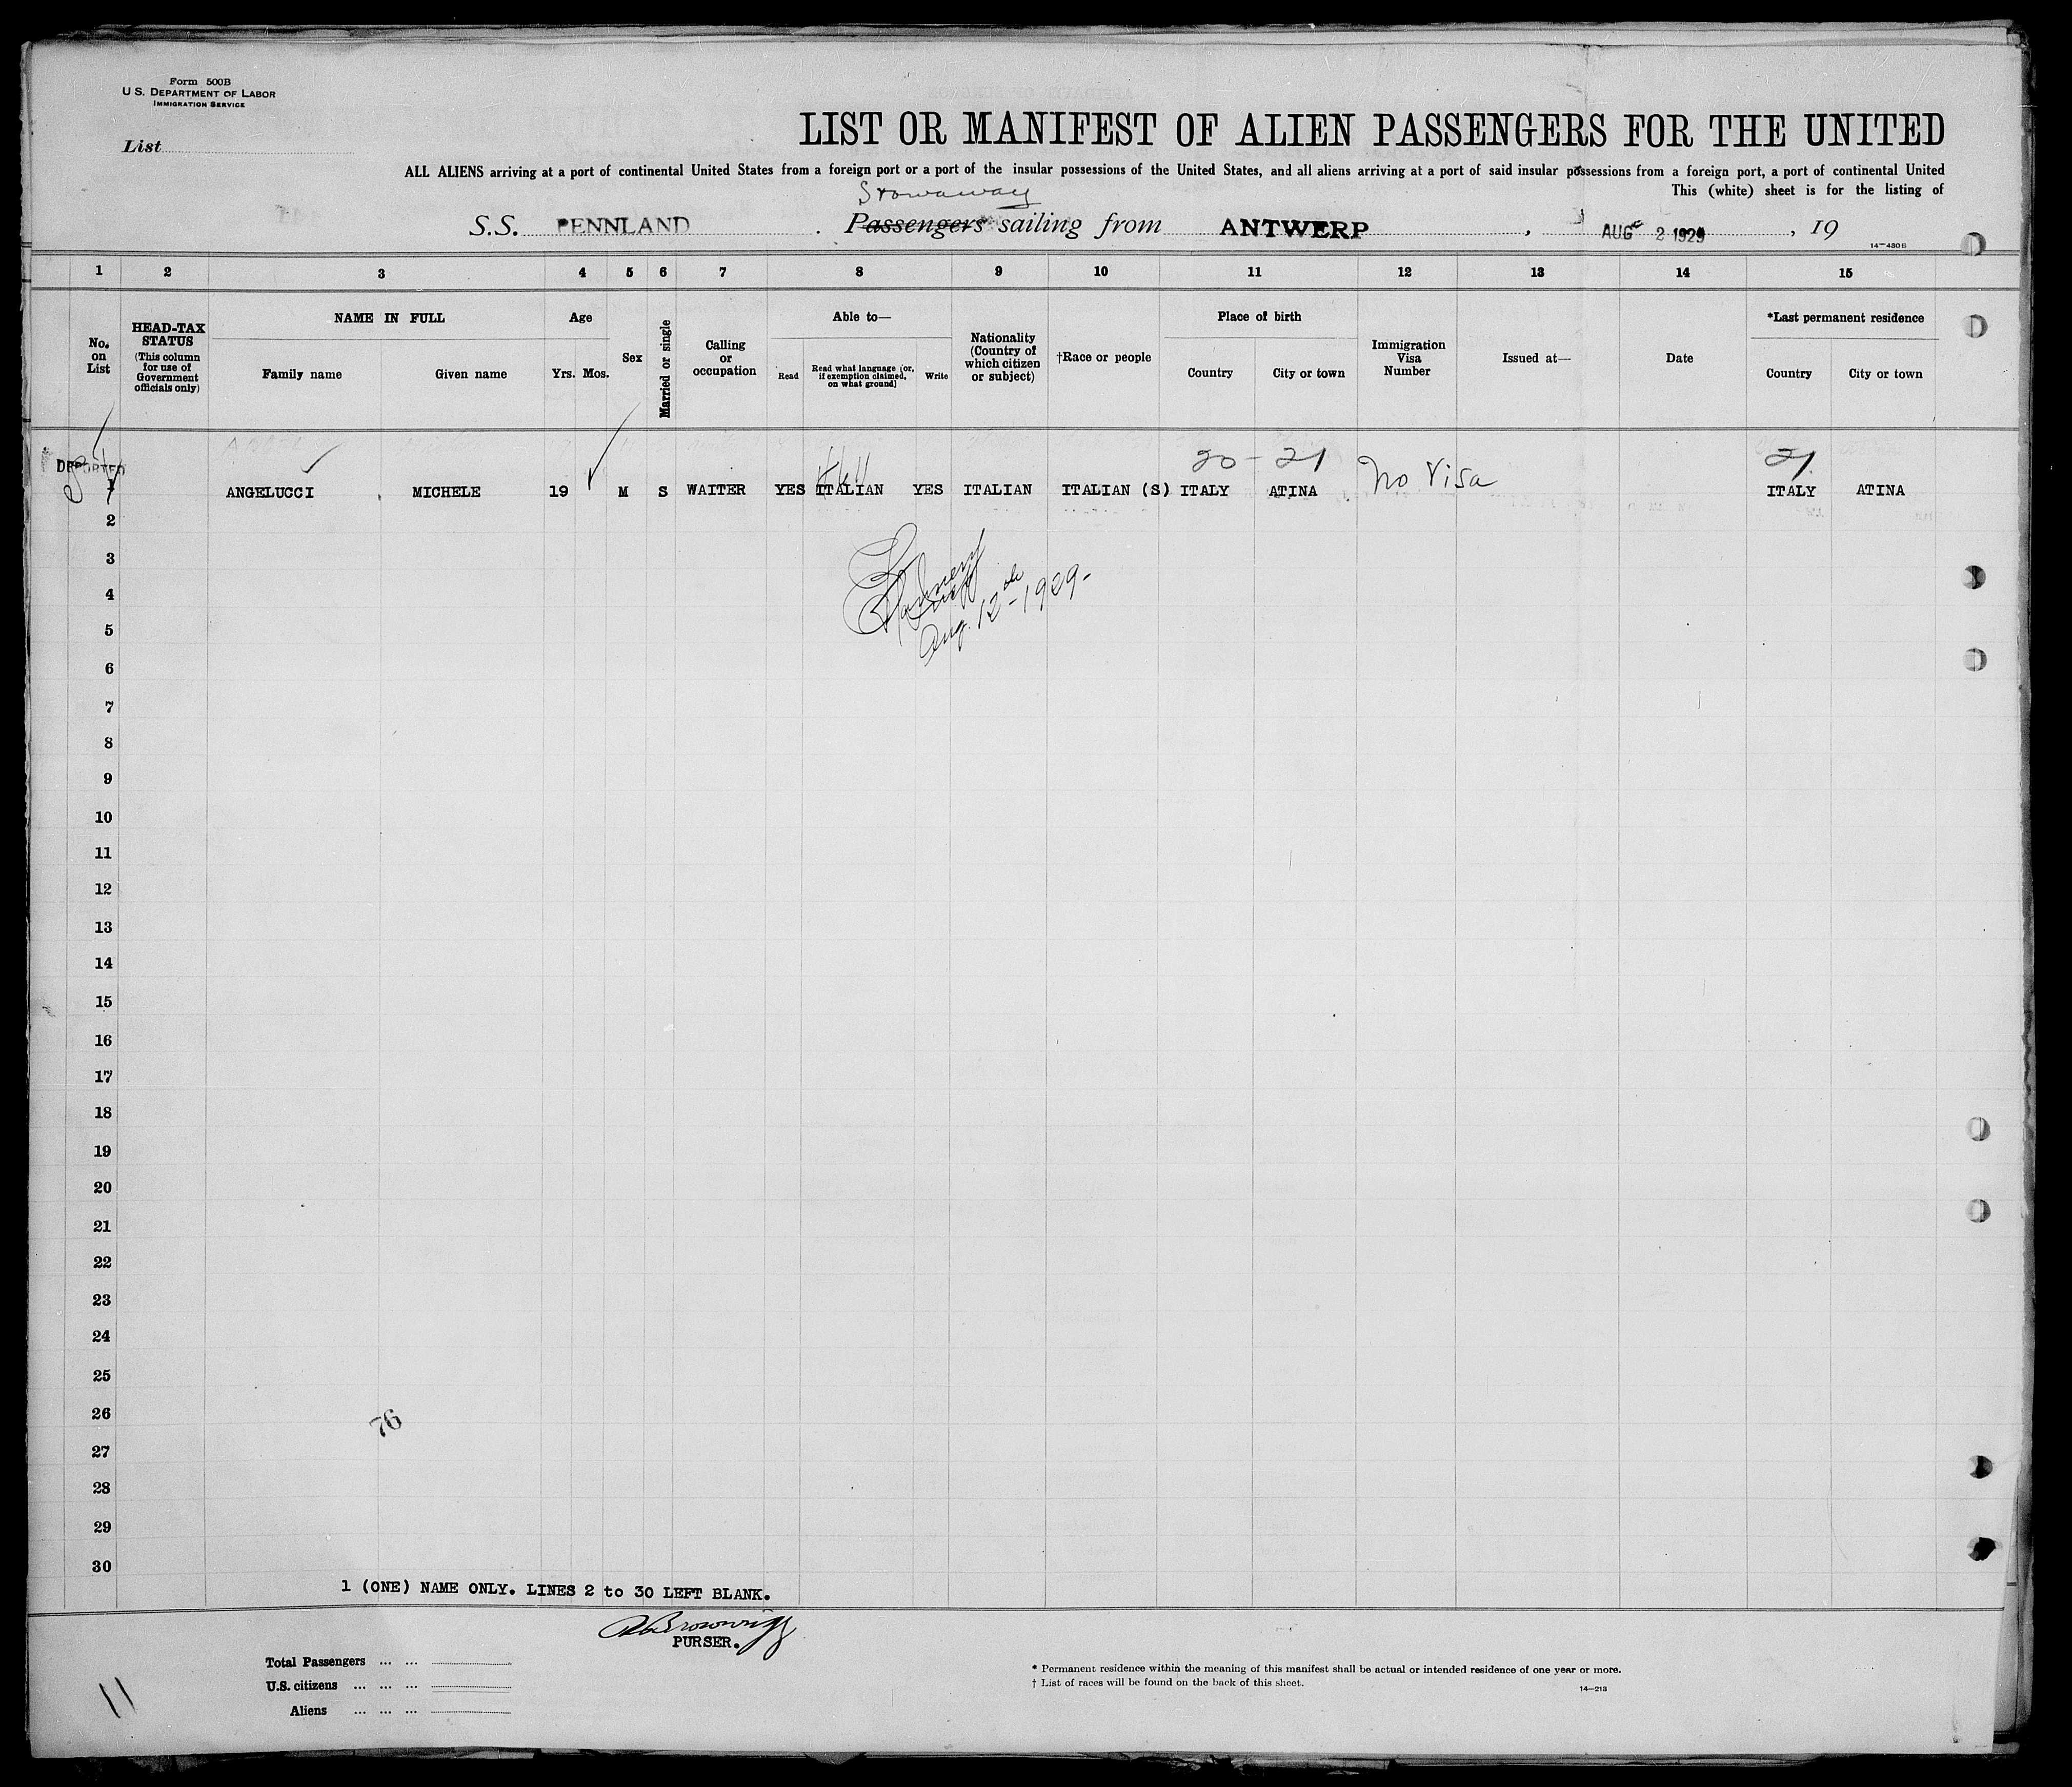 Form 500B
U. S. DEPARTMENT OF LABOR
IMMIGRATION SERVICE
List
LIST OR MANIFEST OF ALIEN PASSENGERS FOR THE UNITED
ALL ALIENS arriving at a port of continental United States from a foreign port or a port of the insular possessions of the United States, and all aliens arriving at a port of said insular possessions from a foreign port, a port of continental United
This (white) sheet is for the listing of
Stowaway
S.S. PENNLAND Passengers sailing from ANTWERP, AUG 2 1929, 19
14—430 B
1 2 3 4 5 6 7 8 9 10 11 12 13 14 15
No. on List
HEAD-TAX STATUS
(This column for use of Government officials only)
NAME IN FULL
Family name Given name
Age
Yrs. Mos.
Sex
Married or single
Calling or occupation
Able to—
Read
Read what language [or, if exemption claimed, on what ground]
Write
Nationality (Country of which citizen or subject)
†Race or people
Place of birth
Country City or town
Immigration Visa Number
Issued at—
Date
*Last permanent residence
Country City or town
DEPORTED
20 - 21 21
1 ANGELUCCI MICHELE 19 M S WAITER YES ITALIAN YES ITALIAN ITALIAN (S) ITALY ATINA No Visa ITALY ATINA
2
3
4
Aug. 12 - 1929 -
5
6
7
8
9
10
11
12
13
14
15
16
17
18
19
20
21
22
23
24
25
26
76
27
28
29
30
1 (ONE) NAME ONLY. LINES 2 to 30 LEFT BLANK.
PURSER.
Total Passengers ... ...
U.S. citizens ... ... ...
Aliens ... ... ...
11
* Permanent residence within the meaning of this manifest shall be actual or intended residence of one year or more.
† List of races will be found on the back of this sheet.
14—213